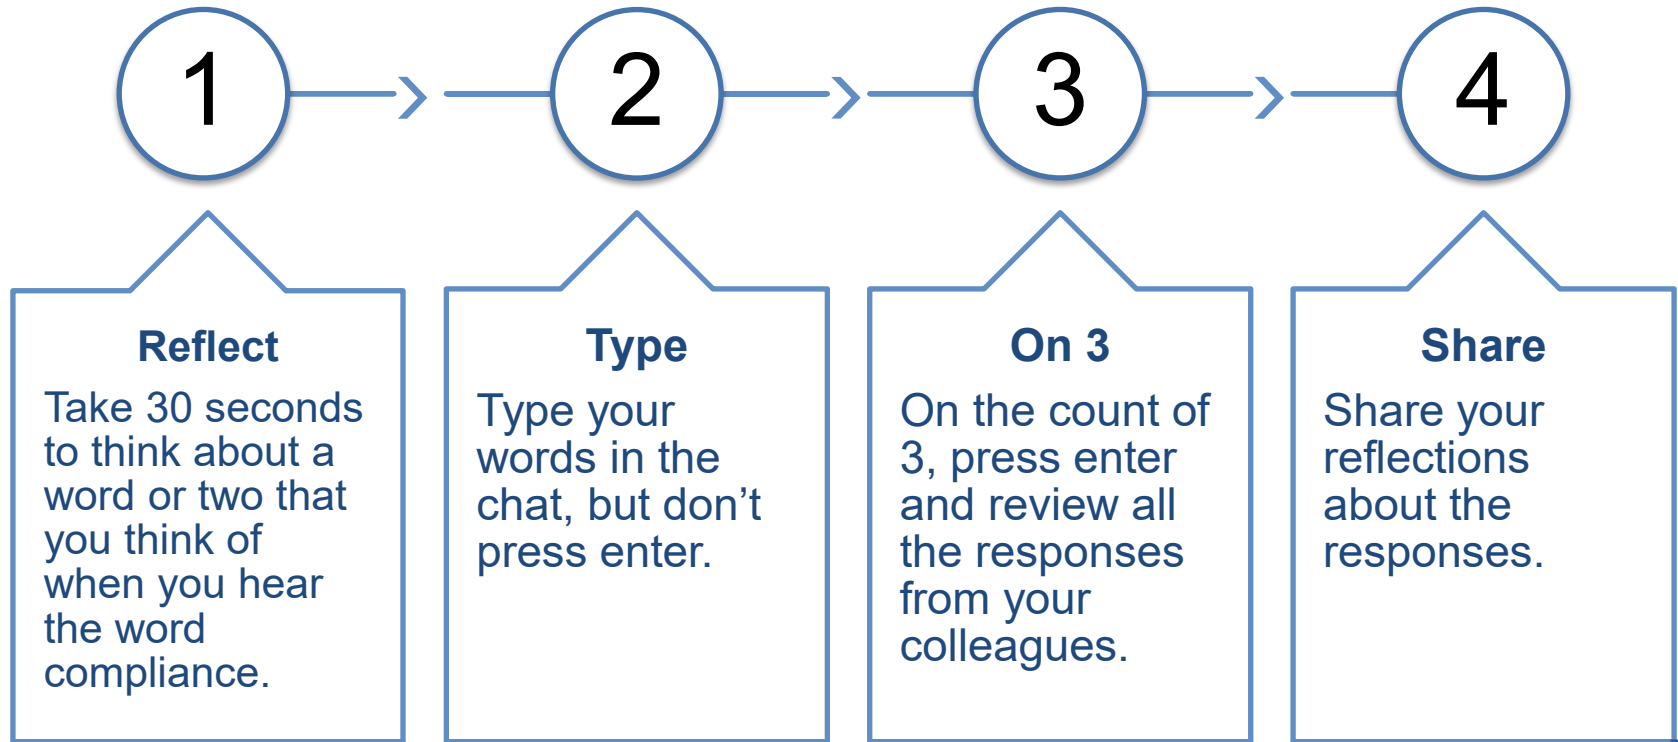 1
2
3
4
Reflect
Take 30 seconds
to think about a
word or two that
you think of
when you hear
the word
compliance.
Type
Type your
words in the
chat, but don’t
press enter.
On 3
On the count of
3, press enter
and review all
the responses
from your
colleagues.
Share
Share your
reflections
about the
responses.